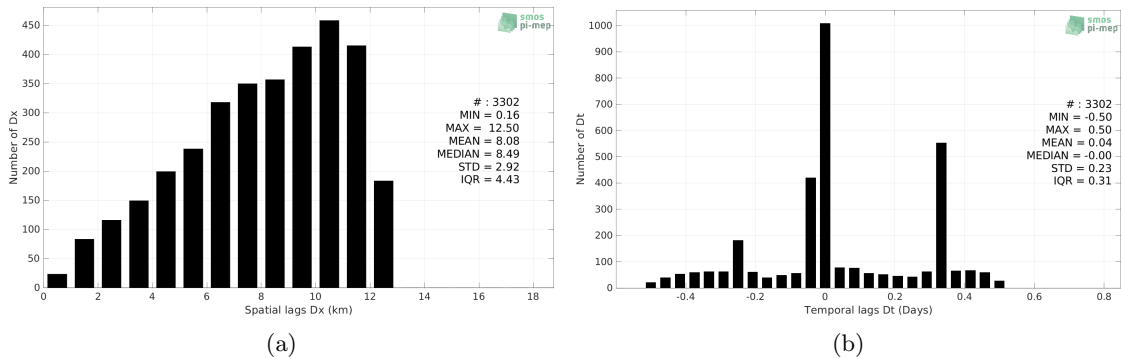 450
400
350
300
250
200
150
100
50
0
Number of Dx
0 2 4 6 8 10 12 14 16 18
Spatial lags Dx (km)
smos
pi-mep
# : 3302
MIN = 0.16
MAX = 12.50
MEAN = 8.08
MEDIAN = 8.49
STD = 2.92
IQR = 4.43
(a)
1000
900
800
700
600
500
400
300
200
100
0
Number of Dt
-0.4 -0.2 0 0.2 0.4 0.6 0.8
Temporal lags Dt (Days)
smos
pi-mep
# : 3302
MIN = -0.50
MAX = 0.50
MEAN = 0.04
MEDIAN = -0.00
STD = 0.23
IQR = 0.31
(b)